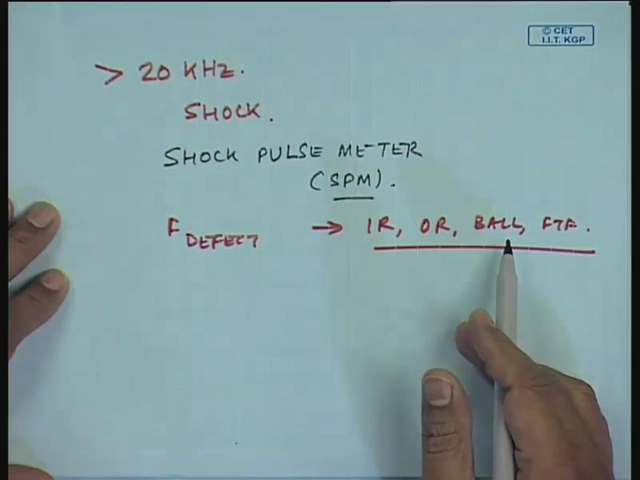 © CET
I.I.T. KGP
> 20 KHz.
SHOCK.
SHOCK PULSE METER
(SPM).
F DEFECT → IR, OR, BALL, FTF.